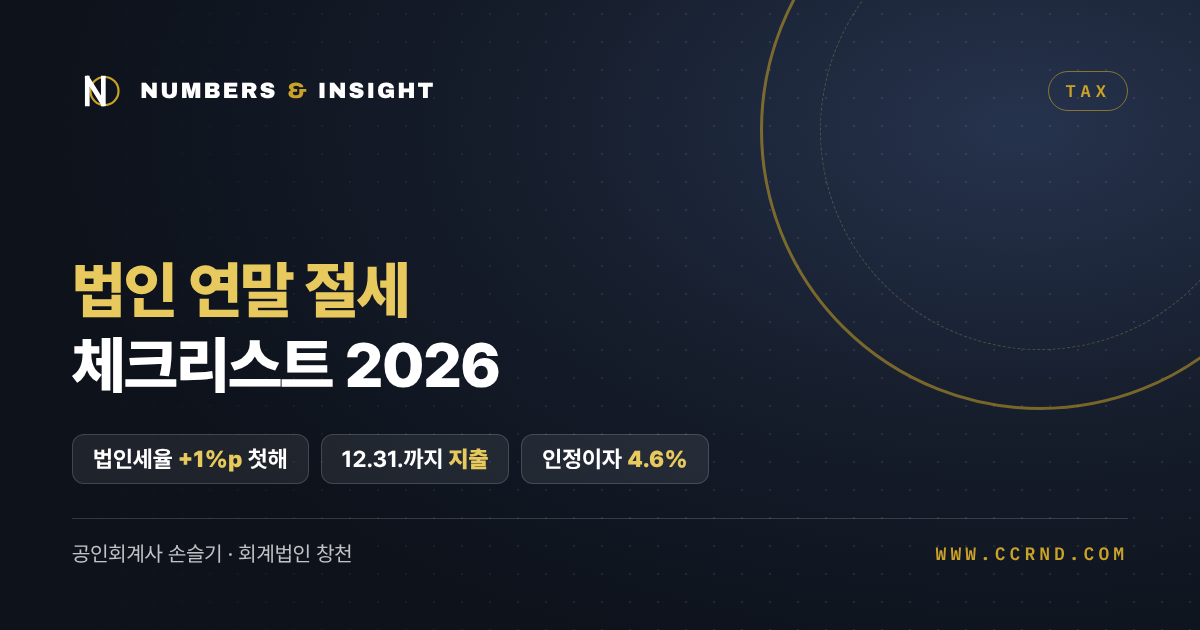 NUMBERS & INSIGHT
TAX
법인 연말 절세
체크리스트 2026
법인세율 +1%p 첫해
12.31.까지 지출
인정이자 4.6%
공인회계사 손슬기 · 회계법인 창천
WWW.CCRND.COM